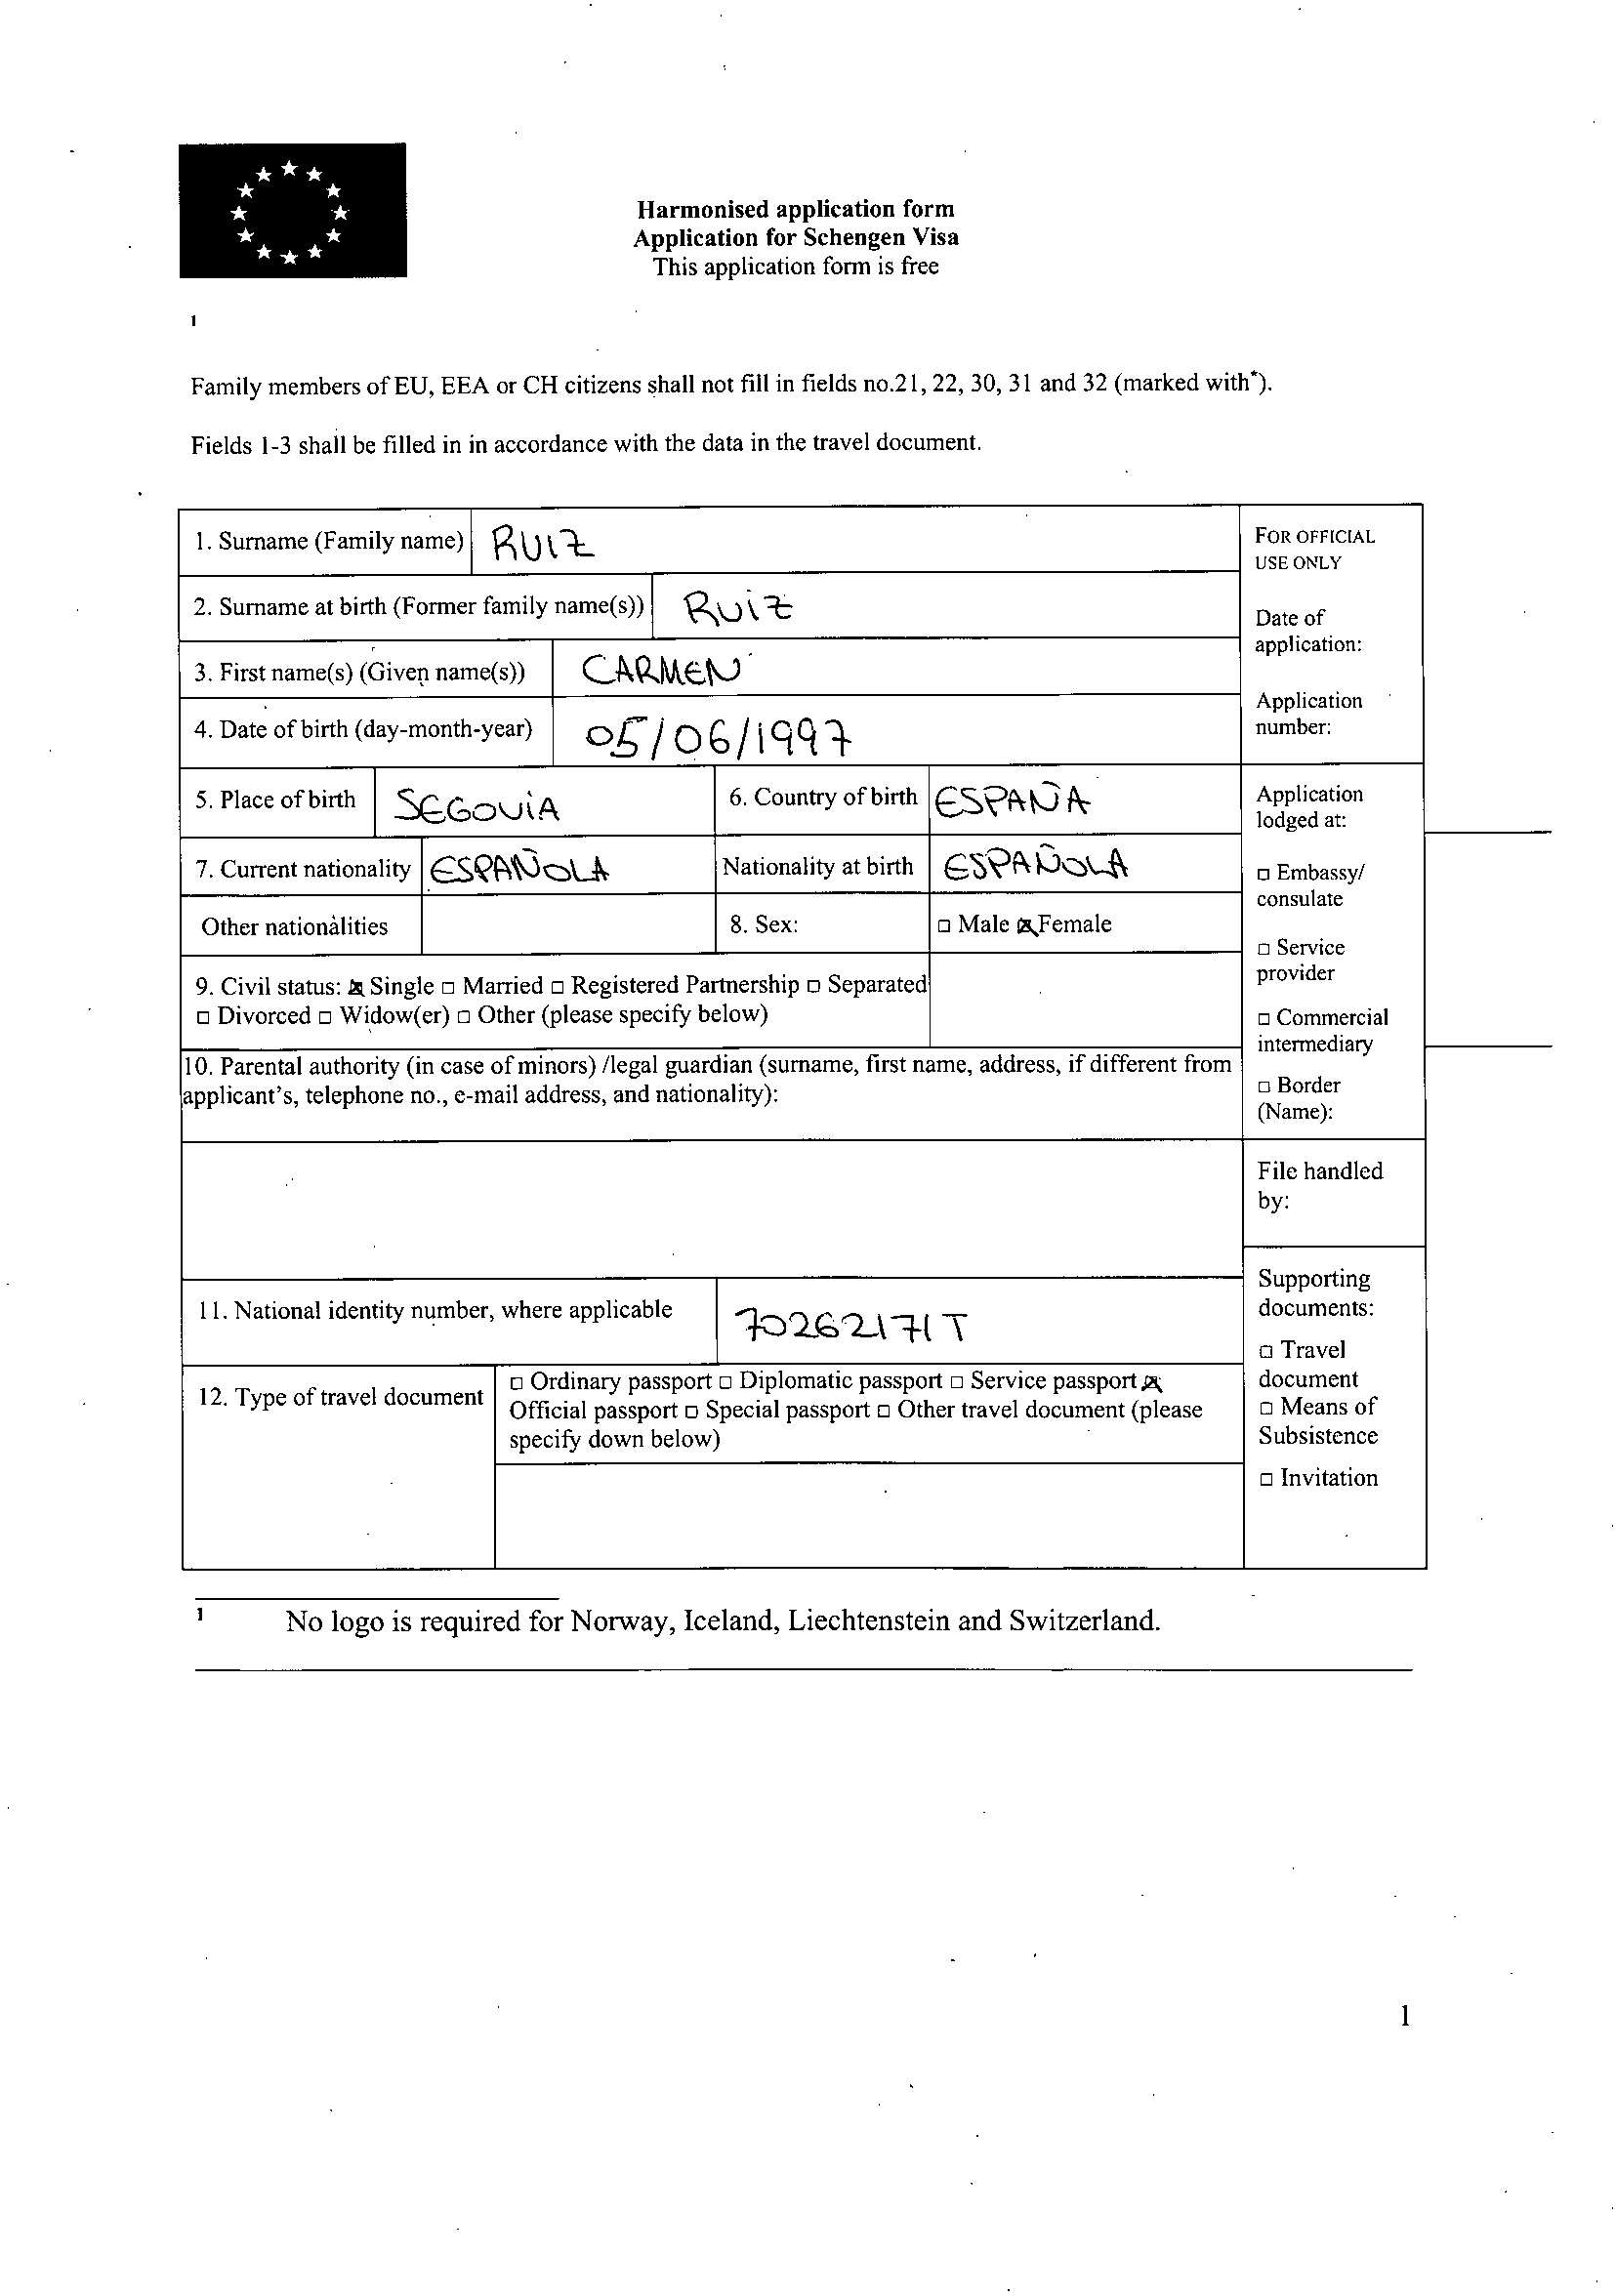 Harmonised application form
Application for Schengen Visa
This application form is free
1
Family members of EU, EEA or CH citizens shall not fill in fields no.21, 22, 30, 31 and 32 (marked with*).
Fields 1-3 shall be filled in in accordance with the data in the travel document.
1. Surname (Family name) RUIZ
2. Surname at birth (Former family name(s)) RUIZ
3. First name(s) (Given name(s)) CARMEN
4. Date of birth (day-month-year) 05/06/1997
5. Place of birth SEGOVIA 6. Country of birth ESPAÑA
7. Current nationality ESPAÑOLA Nationality at birth ESPAÑOLA
Other nationalities 8. Sex: □ Male ☒ Female
9. Civil status: ☒ Single □ Married □ Registered Partnership □ Separated
□ Divorced □ Widow(er) □ Other (please specify below)
10. Parental authority (in case of minors) /legal guardian (surname, first name, address, if different from
applicant's, telephone no., e-mail address, and nationality):
11. National identity number, where applicable 70262171T
12. Type of travel document
□ Ordinary passport □ Diplomatic passport □ Service passport ☒
Official passport □ Special passport □ Other travel document (please
specify down below)
FOR OFFICIAL
USE ONLY
Date of
application:
Application
number:
Application
lodged at:
□ Embassy/
consulate
□ Service
provider
□ Commercial
intermediary
□ Border
(Name):
File handled
by:
Supporting
documents:
□ Travel
document
□ Means of
Subsistence
□ Invitation
1 No logo is required for Norway, Iceland, Liechtenstein and Switzerland.
1